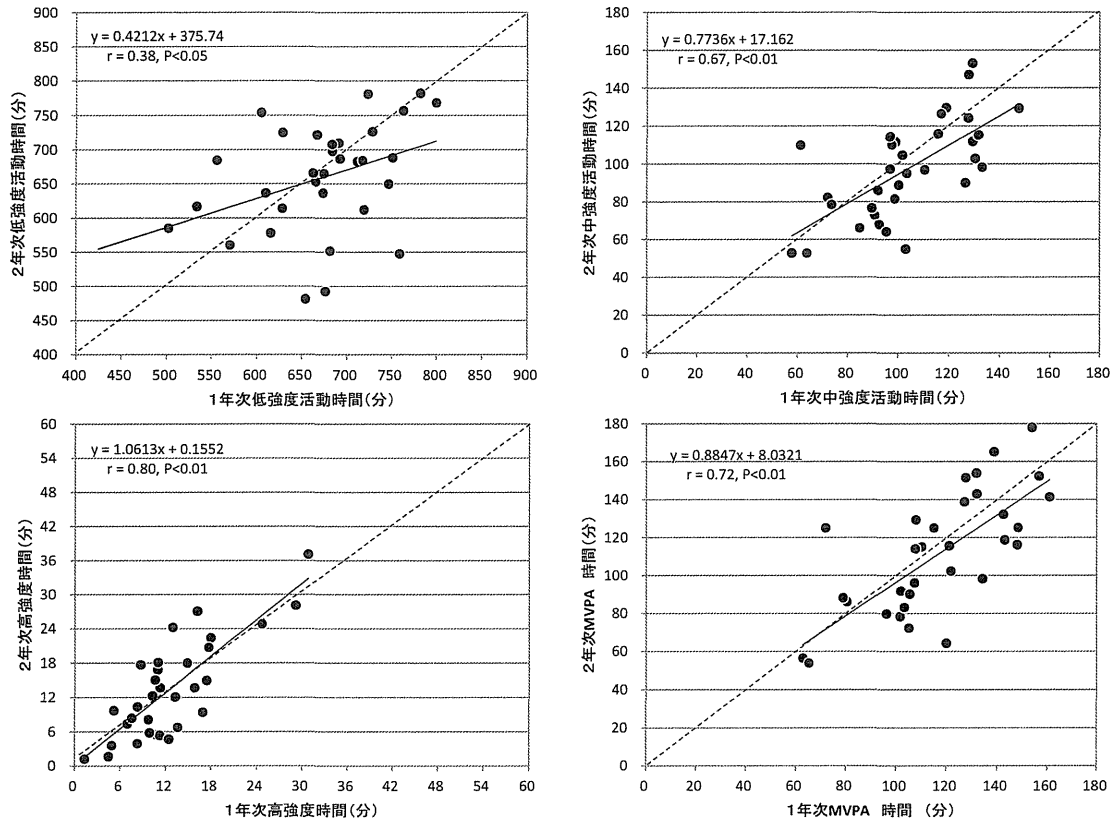 900
850
800
750
700
650
600
550
500
450
400
2年次低強度活動時間(分)
y = 0.4212x + 375.74
r = 0.38, P<0.05
400 450 500 550 600 650 700 750 800 850 900
1年次低強度活動時間(分)
180
160
140
120
100
80
60
40
20
0
2年次中強度活動時間(分)
y = 0.7736x + 17.162
r = 0.67, P<0.01
0 20 40 60 80 100 120 140 160 180
1年次中強度活動時間(分)
60
54
48
42
36
30
24
18
12
6
0
2年次高強度時間(分)
y = 1.0613x + 0.1552
r = 0.80, P<0.01
0 6 12 18 24 30 36 42 48 54 60
1年次高強度時間(分)
180
160
140
120
100
80
60
40
20
0
2年次MVPA 時間(分)
y = 0.8847x + 8.0321
r = 0.72, P<0.01
0 20 40 60 80 100 120 140 160 180
1年次MVPA 時間 (分)